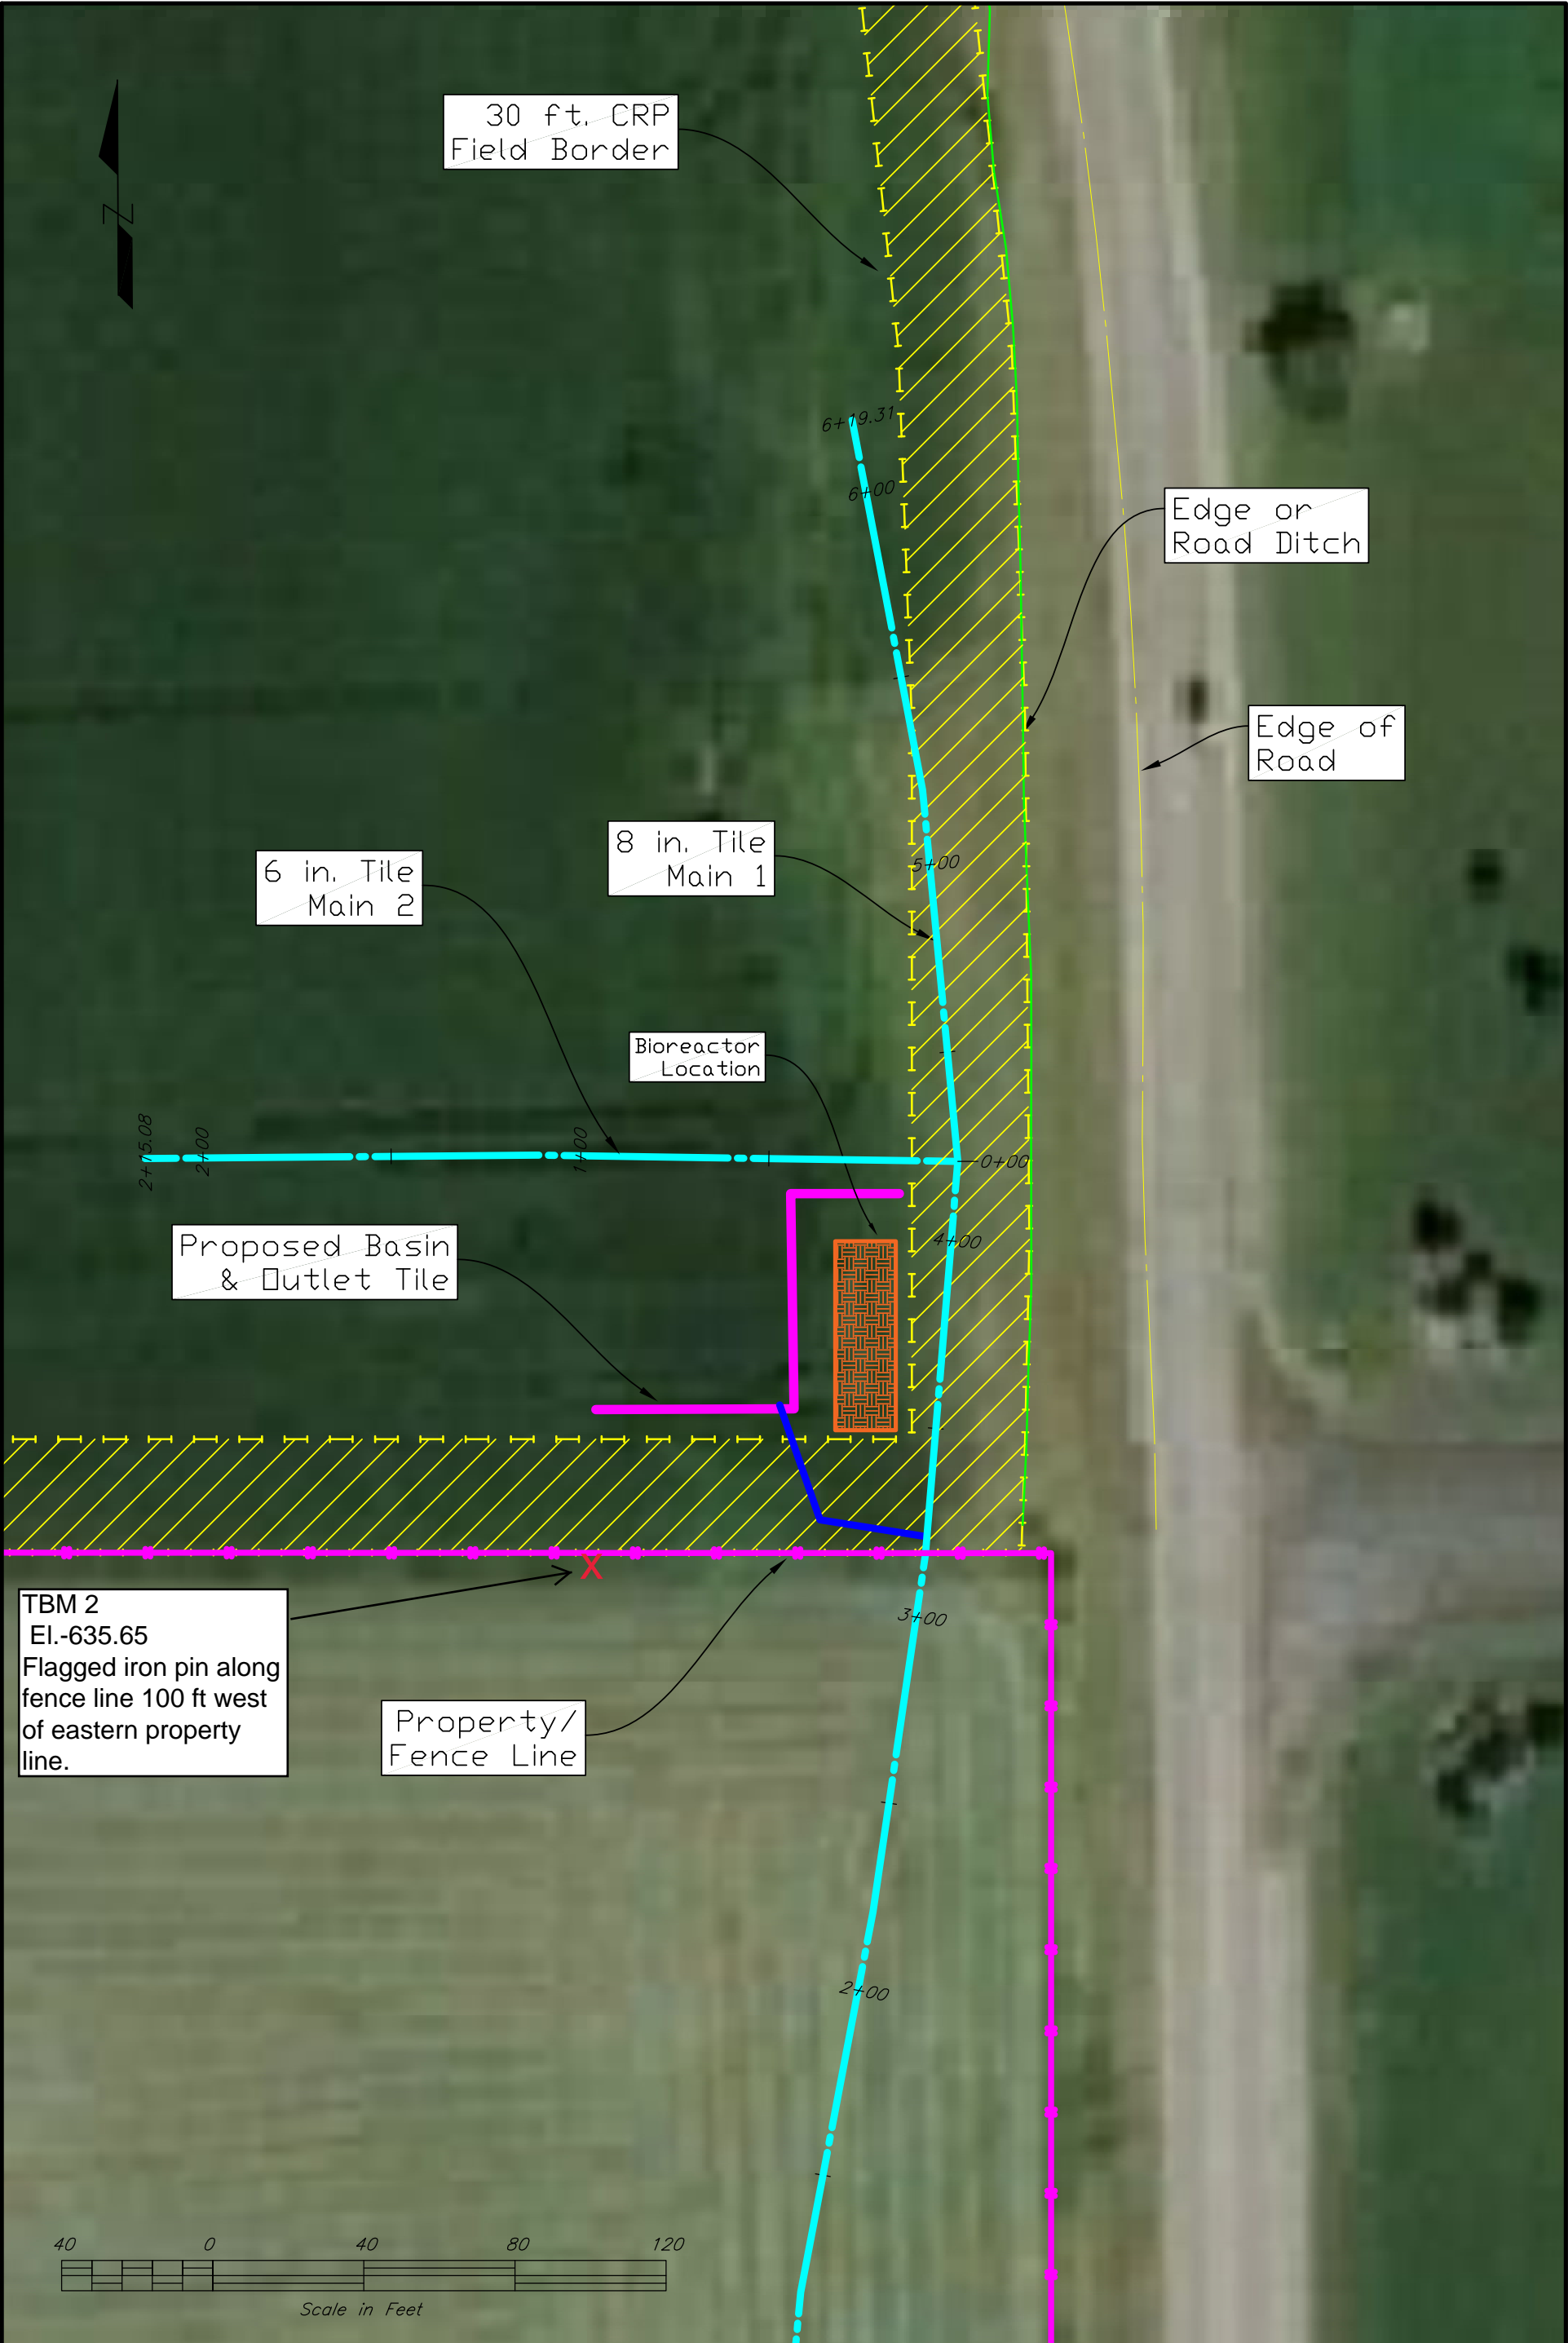 30 ft. CRP
Field Border
N
6+19.31
6+00
Edge or
Road Ditch
Edge of
Road
8 in. Tile
Main 1
5+00
6 in. Tile
Main 2
Bioreactor
Location
2+15.08
2+00
1+00
0+00
4+00
Proposed Basin
& Outlet Tile
TBM 2
El.-635.65
Flagged iron pin along
fence line 100 ft west
of eastern property
line.
X
3+00
Property/
Fence Line
2+00
40 0 40 80 120
Scale in Feet